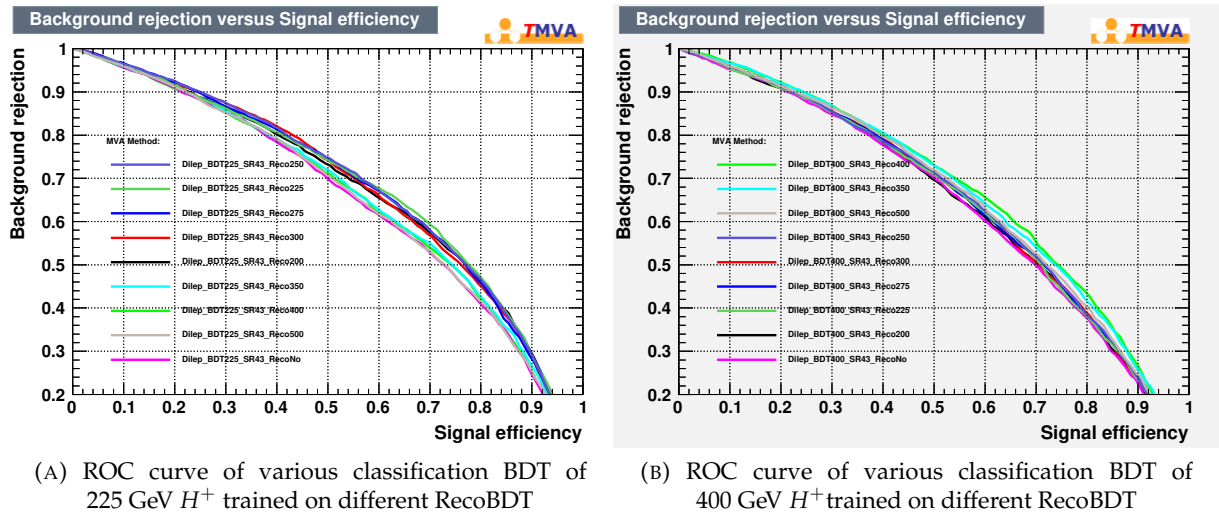 Background rejection versus Signal efficiency
TMVA
Background rejection
1
0.9
0.8
0.7
0.6
0.5
0.4
0.3
0.2
MVA Method:
Dilep_BDT225_SR43_Reco250
Dilep_BDT225_SR43_Reco225
Dilep_BDT225_SR43_Reco275
Dilep_BDT225_SR43_Reco300
Dilep_BDT225_SR43_Reco200
Dilep_BDT225_SR43_Reco350
Dilep_BDT225_SR43_Reco400
Dilep_BDT225_SR43_Reco500
Dilep_BDT225_SR43_RecoNo
0 0.1 0.2 0.3 0.4 0.5 0.6 0.7 0.8 0.9 1
Signal efficiency
(A) ROC curve of various classification BDT of
225 GeV H+ trained on different RecoBDT
Background rejection versus Signal efficiency
TMVA
Background rejection
1
0.9
0.8
0.7
0.6
0.5
0.4
0.3
0.2
MVA Method:
Dilep_BDT400_SR43_Reco400
Dilep_BDT400_SR43_Reco350
Dilep_BDT400_SR43_Reco500
Dilep_BDT400_SR43_Reco250
Dilep_BDT400_SR43_Reco300
Dilep_BDT400_SR43_Reco275
Dilep_BDT400_SR43_Reco225
Dilep_BDT400_SR43_Reco200
Dilep_BDT400_SR43_RecoNo
0 0.1 0.2 0.3 0.4 0.5 0.6 0.7 0.8 0.9 1
Signal efficiency
(B) ROC curve of various classification BDT of
400 GeV H+trained on different RecoBDT